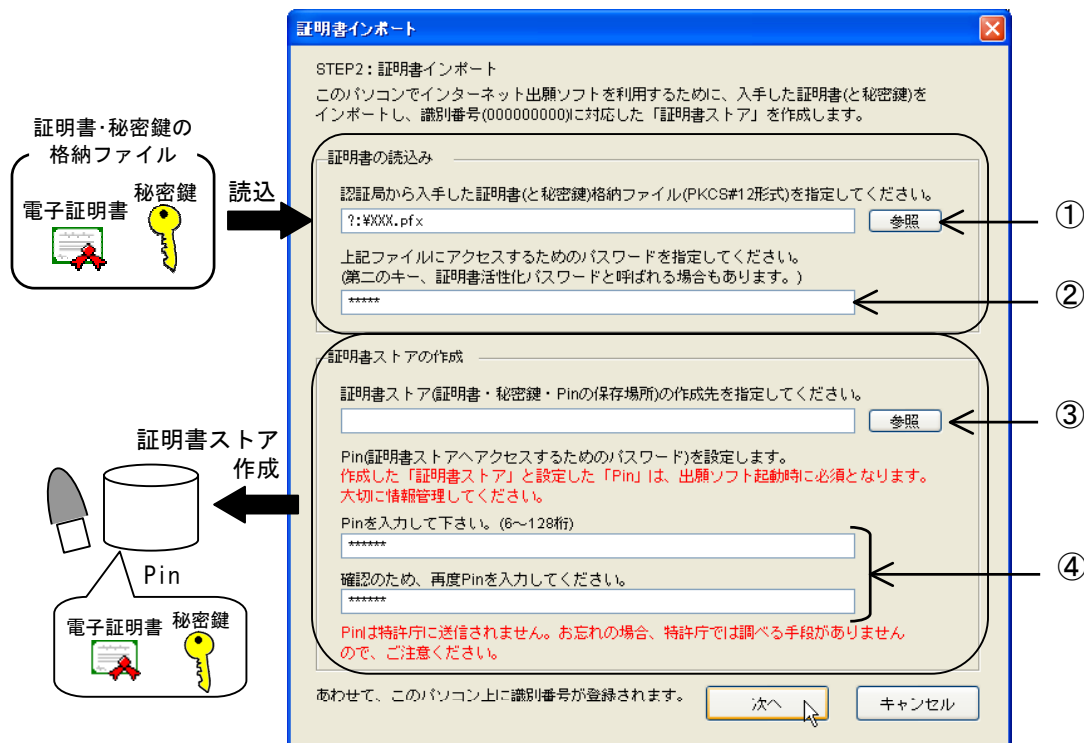 証明書インポート
STEP2：証明書インポート
このパソコンでインターネット出願ソフトを利用するために、入手した証明書(と秘密鍵)を
インポートし、識別番号(000000000)に対応した「証明書ストア」を作成します。
証明書・秘密鍵の
格納ファイル
電子証明書
秘密鍵
読込
証明書の読込み
認証局から入手した証明書(と秘密鍵)格納ファイル(PKCS#12形式)を指定してください。
?:¥XXX.pfx
参照
①
上記ファイルにアクセスするためのパスワードを指定してください。
(第二のキー、証明書活性化パスワードと呼ばれる場合もあります。)
*****
②
証明書ストアの作成
証明書ストア(証明書・秘密鍵・Pinの保存場所)の作成先を指定してください。
参照
③
証明書ストア
作成
Pin(証明書ストアへアクセスするためのパスワード)を設定します。
作成した「証明書ストア」と設定した「Pin」は、出願ソフト起動時に必須となります。
大切に情報管理してください。
Pinを入力して下さい。(6～128桁)
******
確認のため、再度Pinを入力してください。
******
④
Pin
電子証明書
秘密鍵
Pinは特許庁に送信されません。お忘れの場合、特許庁では調べる手段がありません
ので、ご注意ください。
あわせて、このパソコン上に識別番号が登録されます。
次へ
キャンセル